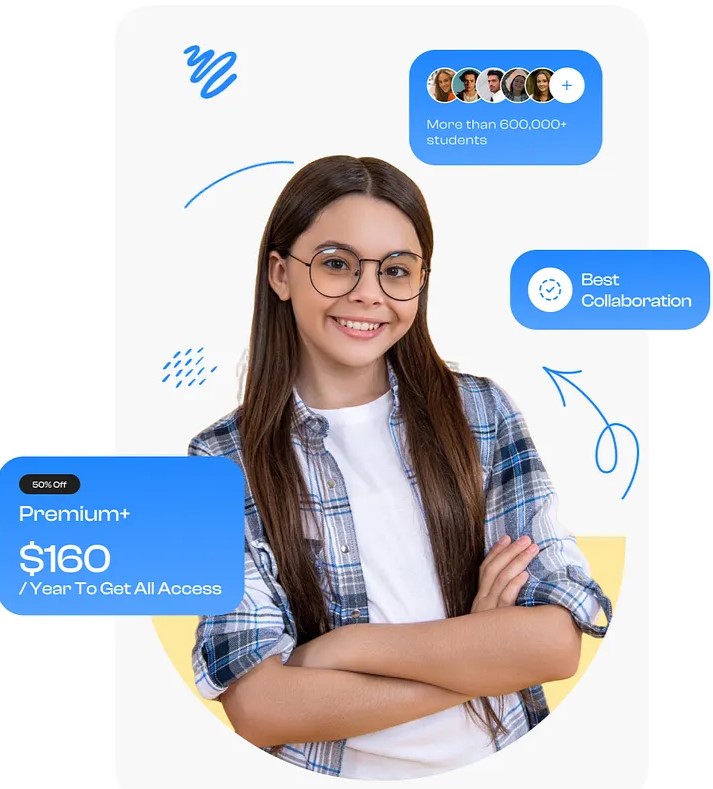 More than 600,000+
students
Best
Collaboration
50% Off
Premium+
$160
/ Year To Get All Access